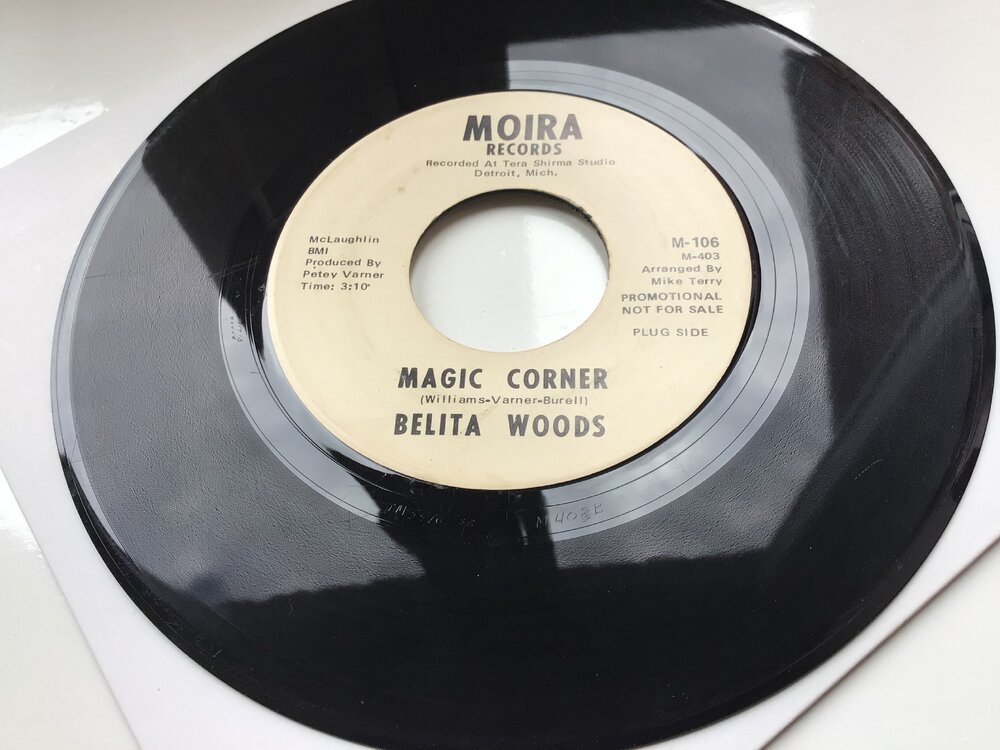 MOIRA
RECORDS
Recorded At Tera Shirma Studio
Detroit, Mich.
McLaughlin
BMI
Produced By
Petey Varner
Time: 3:10
M-106
M-403
Arranged By
Mike Terry
PROMOTIONAL
NOT FOR SALE
PLUG SIDE
MAGIC CORNER
(Williams-Varner-Burell)
BELITA WOODS
M403B